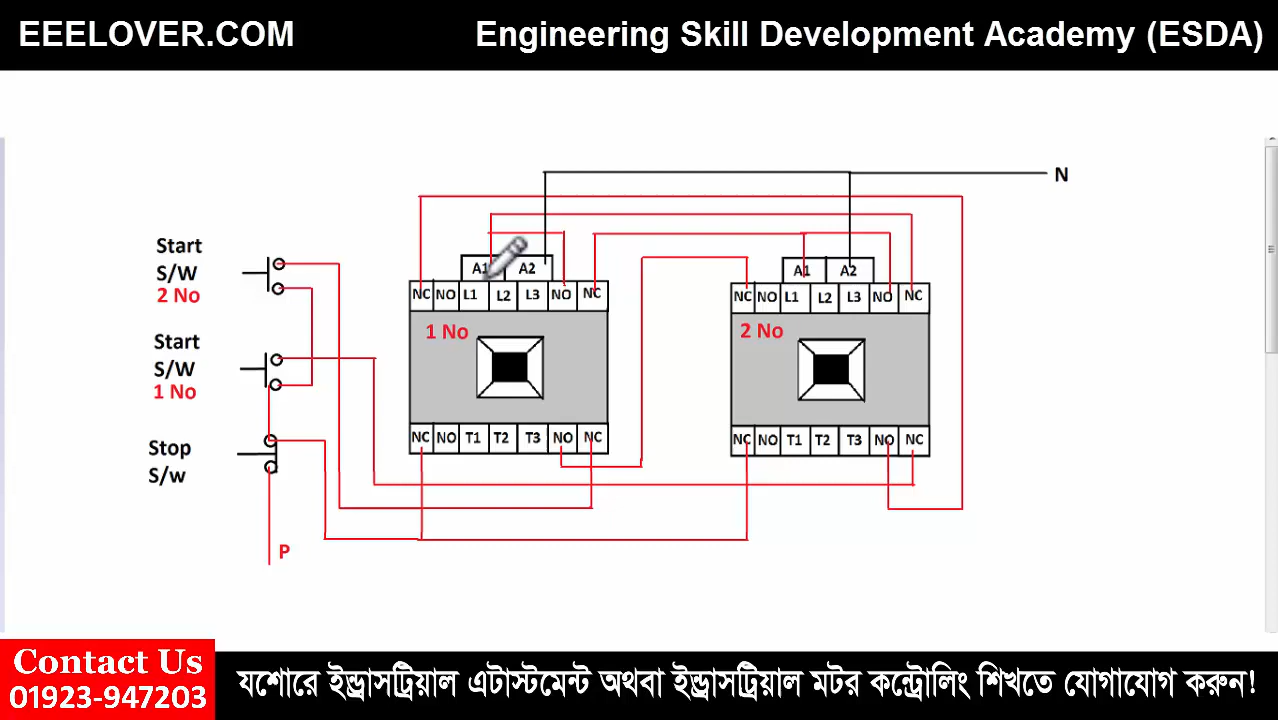 EEELOVER.COM
Engineering Skill Development Academy (ESDA)
N
Start
S/W
2 No
Start
S/W
1 No
Stop
S/w
P
A1 A2
NC NO L1 L2 L3 NO NC
1 No
NC NO T1 T2 T3 NO NC
A1 A2
NC NO L1 L2 L3 NO NC
2 No
NC NO T1 T2 T3 NO NC
Contact Us
01923-947203
যশোরে ইন্ড্রাসট্রিয়াল এটাস্টমেন্ট অথবা ইন্ড্রাসট্রিয়াল মটর কন্ট্রোলিং শিখতে যোগাযোগ করুন!